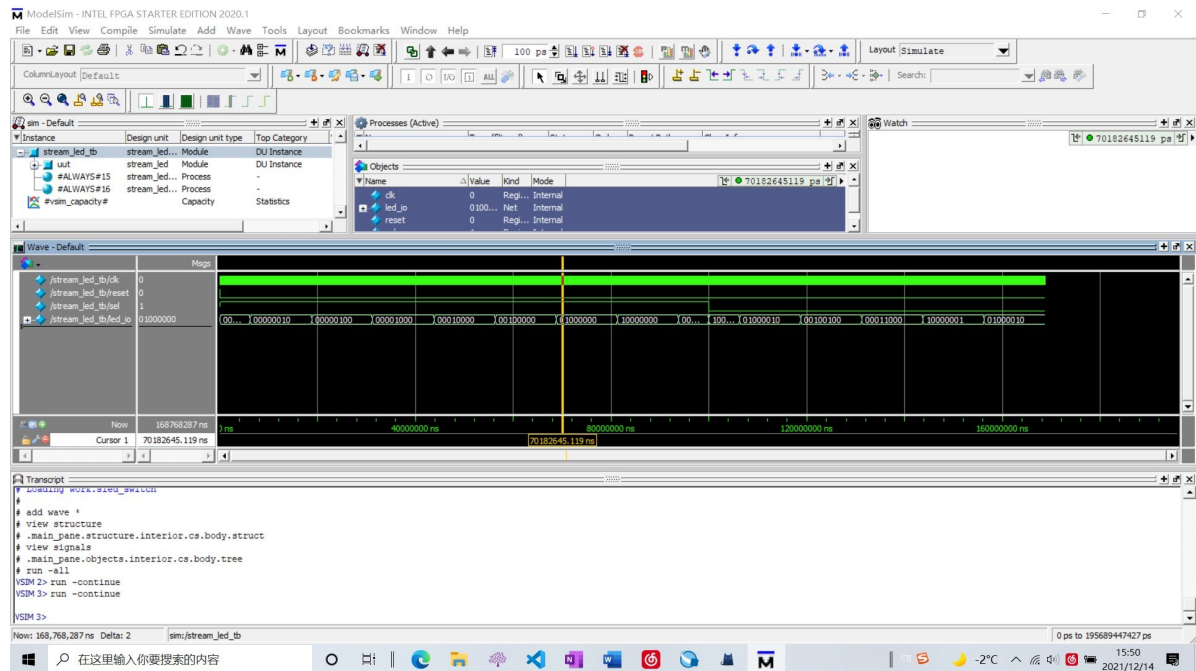 ModelSim - INTEL FPGA STARTER EDITION 2020.1
File Edit View Compile Simulate Add Wave Tools Layout Bookmarks Window Help
100 ps
Layout Simulate
ColumnLayout Default
ALL
Search:
sim - Default
Instance Design unit Design unit type Top Category
stream_led_tb stream_led... Module DU Instance
uut stream_led Module DU Instance
#ALWAYS#15 stream_led... Process -
#ALWAYS#16 stream_led... Process -
#vsim_capacity# Capacity Statistics
Processes (Active)
Objects
Name Value Kind Mode
70182645119 ps
clk 0 Regi... Internal
led_io 0100... Net Internal
reset 0 Regi... Internal
Watch
70182645119 ps
Wave - Default
Msgs
/stream_led_tb/clk 0
/stream_led_tb/reset 0
/stream_led_tb/sel 1
/stream_led_tb/led_io 01000000
00... 00000010 00000100 00001000 00010000 00100000 01000000 10000000 00... 100... 01000010 00100100 00011000 10000001 01000010
Now 168768287 ns
40000000 ns 80000000 ns 120000000 ns 160000000 ns
Cursor 1 70182645.119 ns
70182645.119 ns
Transcript
# Loading work.sled_switch
#
# add wave *
# view structure
# .main_pane.structure.interior.cs.body.struct
# view signals
# .main_pane.objects.interior.cs.body.tree
# run -all
VSIM 2> run -continue
VSIM 3> run -continue
VSIM 3>
Now: 168,768,287 ns Delta: 2 sim:/stream_led_tb
0 ps to 195689447427 ps
在这里输入你要搜索的内容
-2°C
15:50
2021/12/14